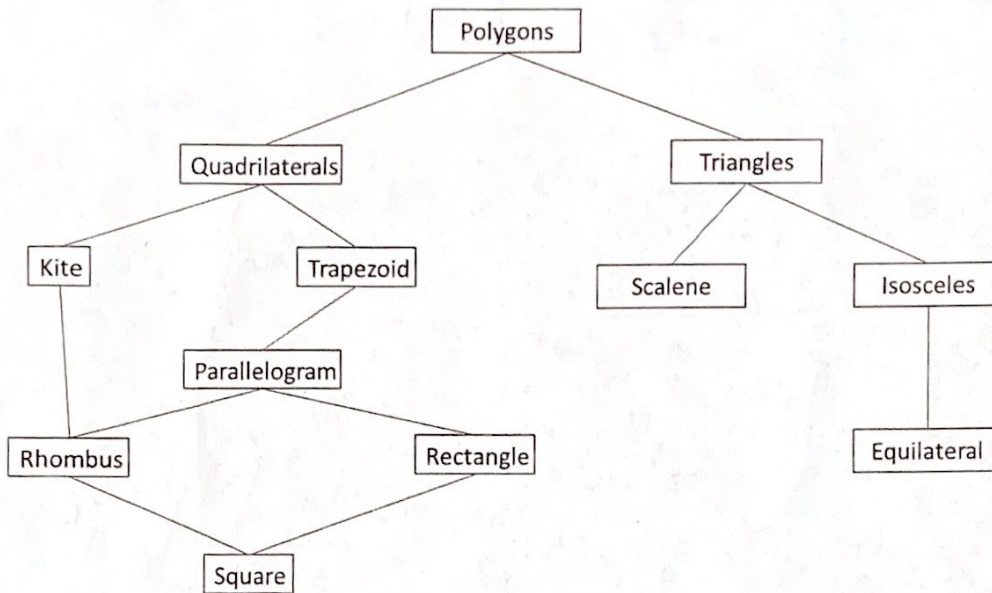 Polygons
Quadrilaterals
Triangles
Kite
Trapezoid
Scalene
Isosceles
Parallelogram
Rhombus
Rectangle
Equilateral
Square